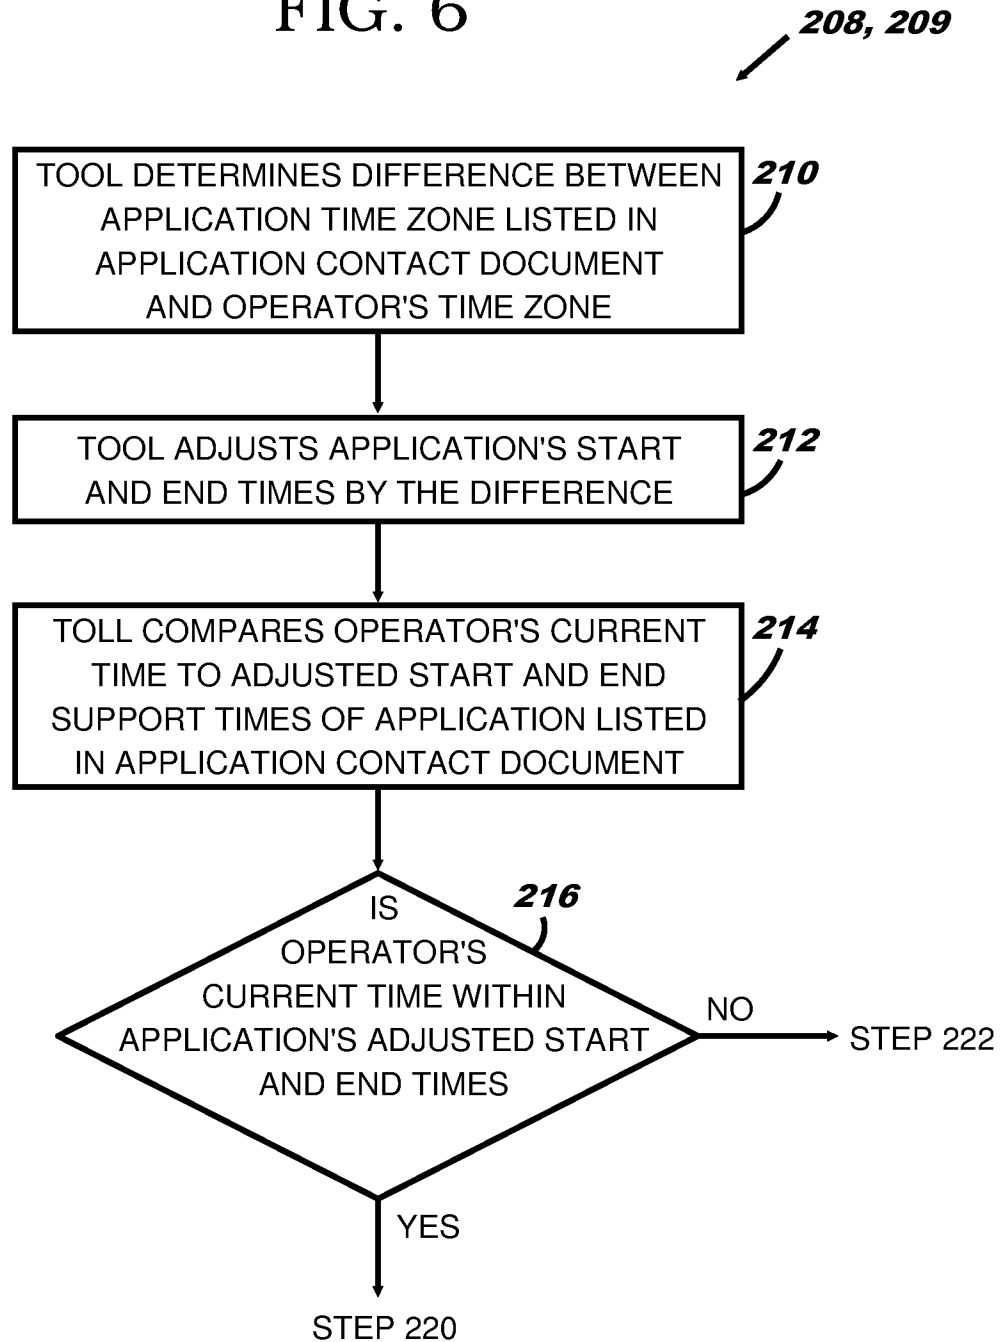 FIG. 6
208, 209
TOOL DETERMINES DIFFERENCE BETWEEN
APPLICATION TIME ZONE LISTED IN
APPLICATION CONTACT DOCUMENT
AND OPERATOR'S TIME ZONE
210
TOOL ADJUSTS APPLICATION'S START
AND END TIMES BY THE DIFFERENCE
212
TOLL COMPARES OPERATOR'S CURRENT
TIME TO ADJUSTED START AND END
SUPPORT TIMES OF APPLICATION LISTED
IN APPLICATION CONTACT DOCUMENT
214
216
IS
OPERATOR'S
CURRENT TIME WITHIN
APPLICATION'S ADJUSTED START
AND END TIMES
NO
STEP 222
YES
STEP 220